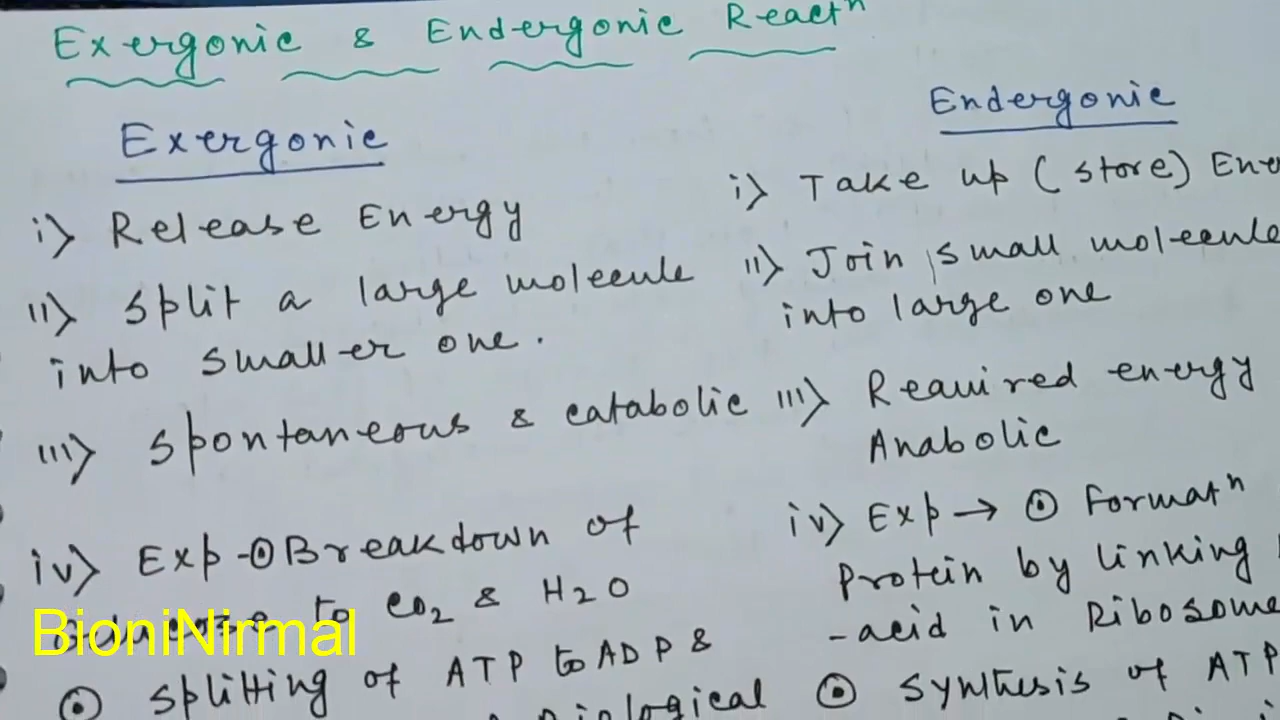 Exergonic & Endergonic Reactⁿ
Exergonic
i) Release Energy
ii) Split a large molecule
into smaller one.
iii) Spontaneous & catabolic
iv) Exp - ⊙ Breakdown of
to CO₂ & H2O
BioniNirmal
⊙ Splitting of ATP to ADP &
Biological
Endergonic
i) Take up (store)
ii) Join small molecule
into large one
iii) Required energy
Anabolic
iv) Exp → ⊙ Formatⁿ
Protein by linking
-acid in Ribosome
⊙ Synthesis of ATP